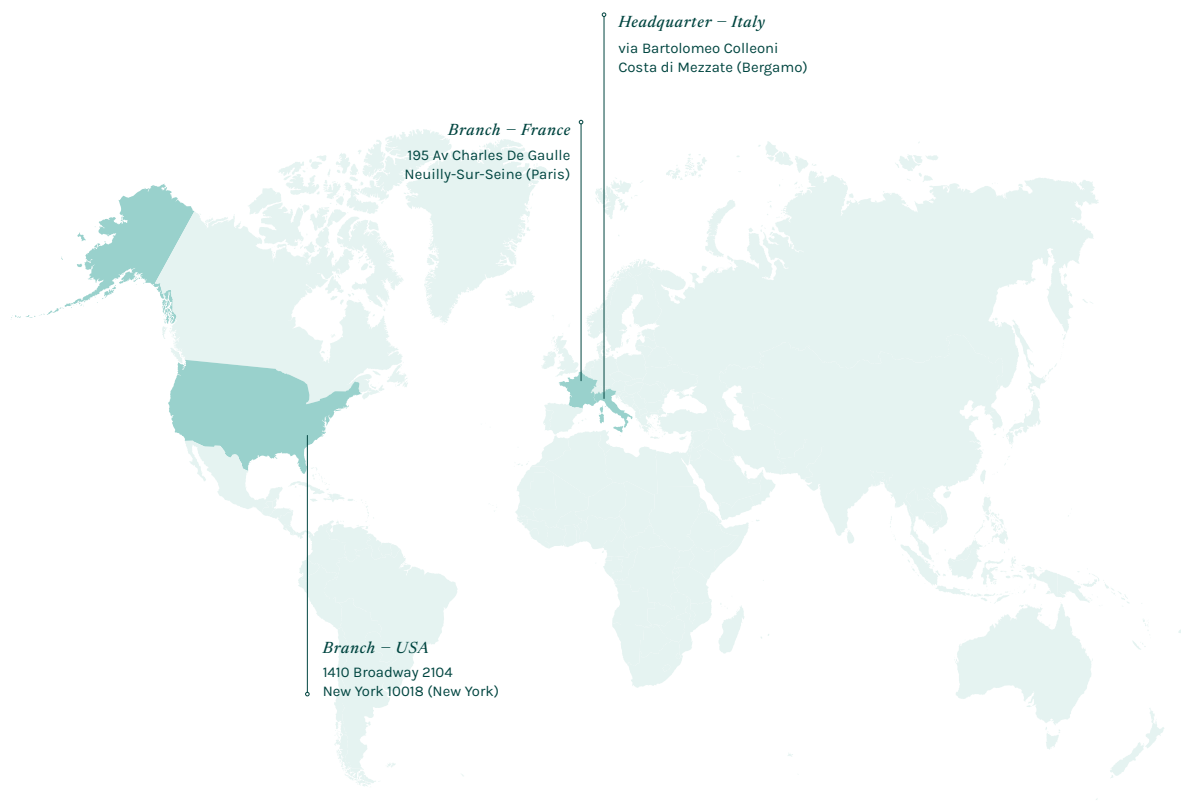 Headquarter – Italy
via Bartolomeo Colleoni
Costa di Mezzate (Bergamo)
Branch – France
195 Av Charles De Gaulle
Neuilly-Sur-Seine (Paris)
Branch – USA
1410 Broadway 2104
New York 10018 (New York)